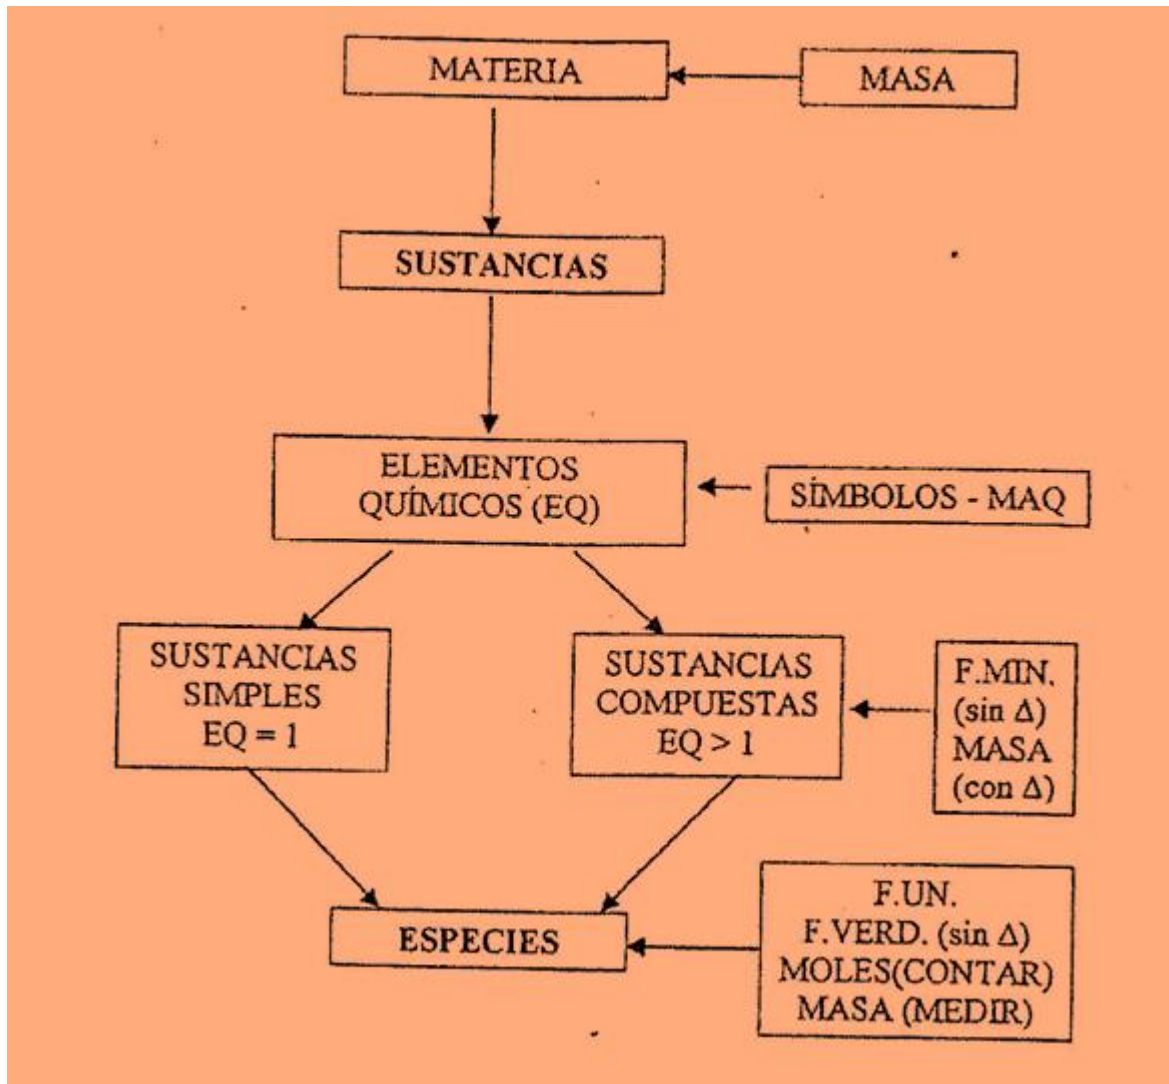 MATERIA
MASA
SUSTANCIAS
ELEMENTOS
QUÍMICOS (EQ)
SÍMBOLOS - MAQ
SUSTANCIAS
SIMPLES
EQ = 1
SUSTANCIAS
COMPUESTAS
EQ > 1
F.MIN.
(sin Δ)
MASA
(con Δ)
ESPECIES
F.UN.
F.VERD. (sin Δ)
MOLES(CONTAR)
MASA (MEDIR)